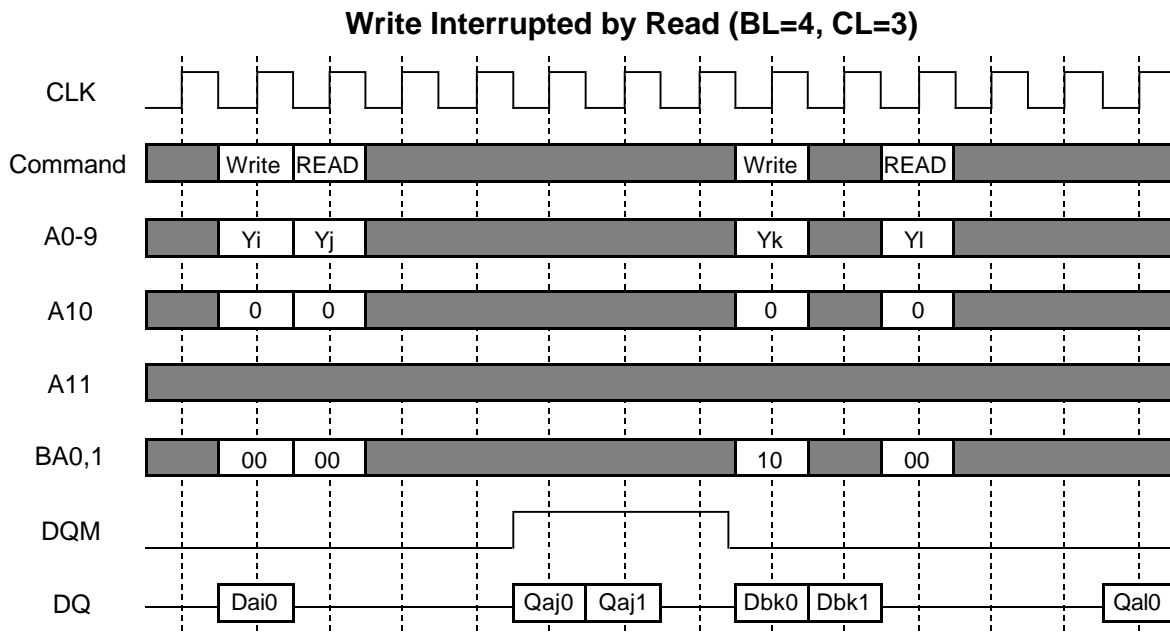 Write Interrupted by Read (BL=4, CL=3)
CLK
Command Write READ Write READ
A0-9 Yi Yj Yk Yl
A10 0 0 0 0
A11
BA0,1 00 00 10 00
DQM
DQ Dai0 Qaj0 Qaj1 Dbk0 Dbk1 Qal0